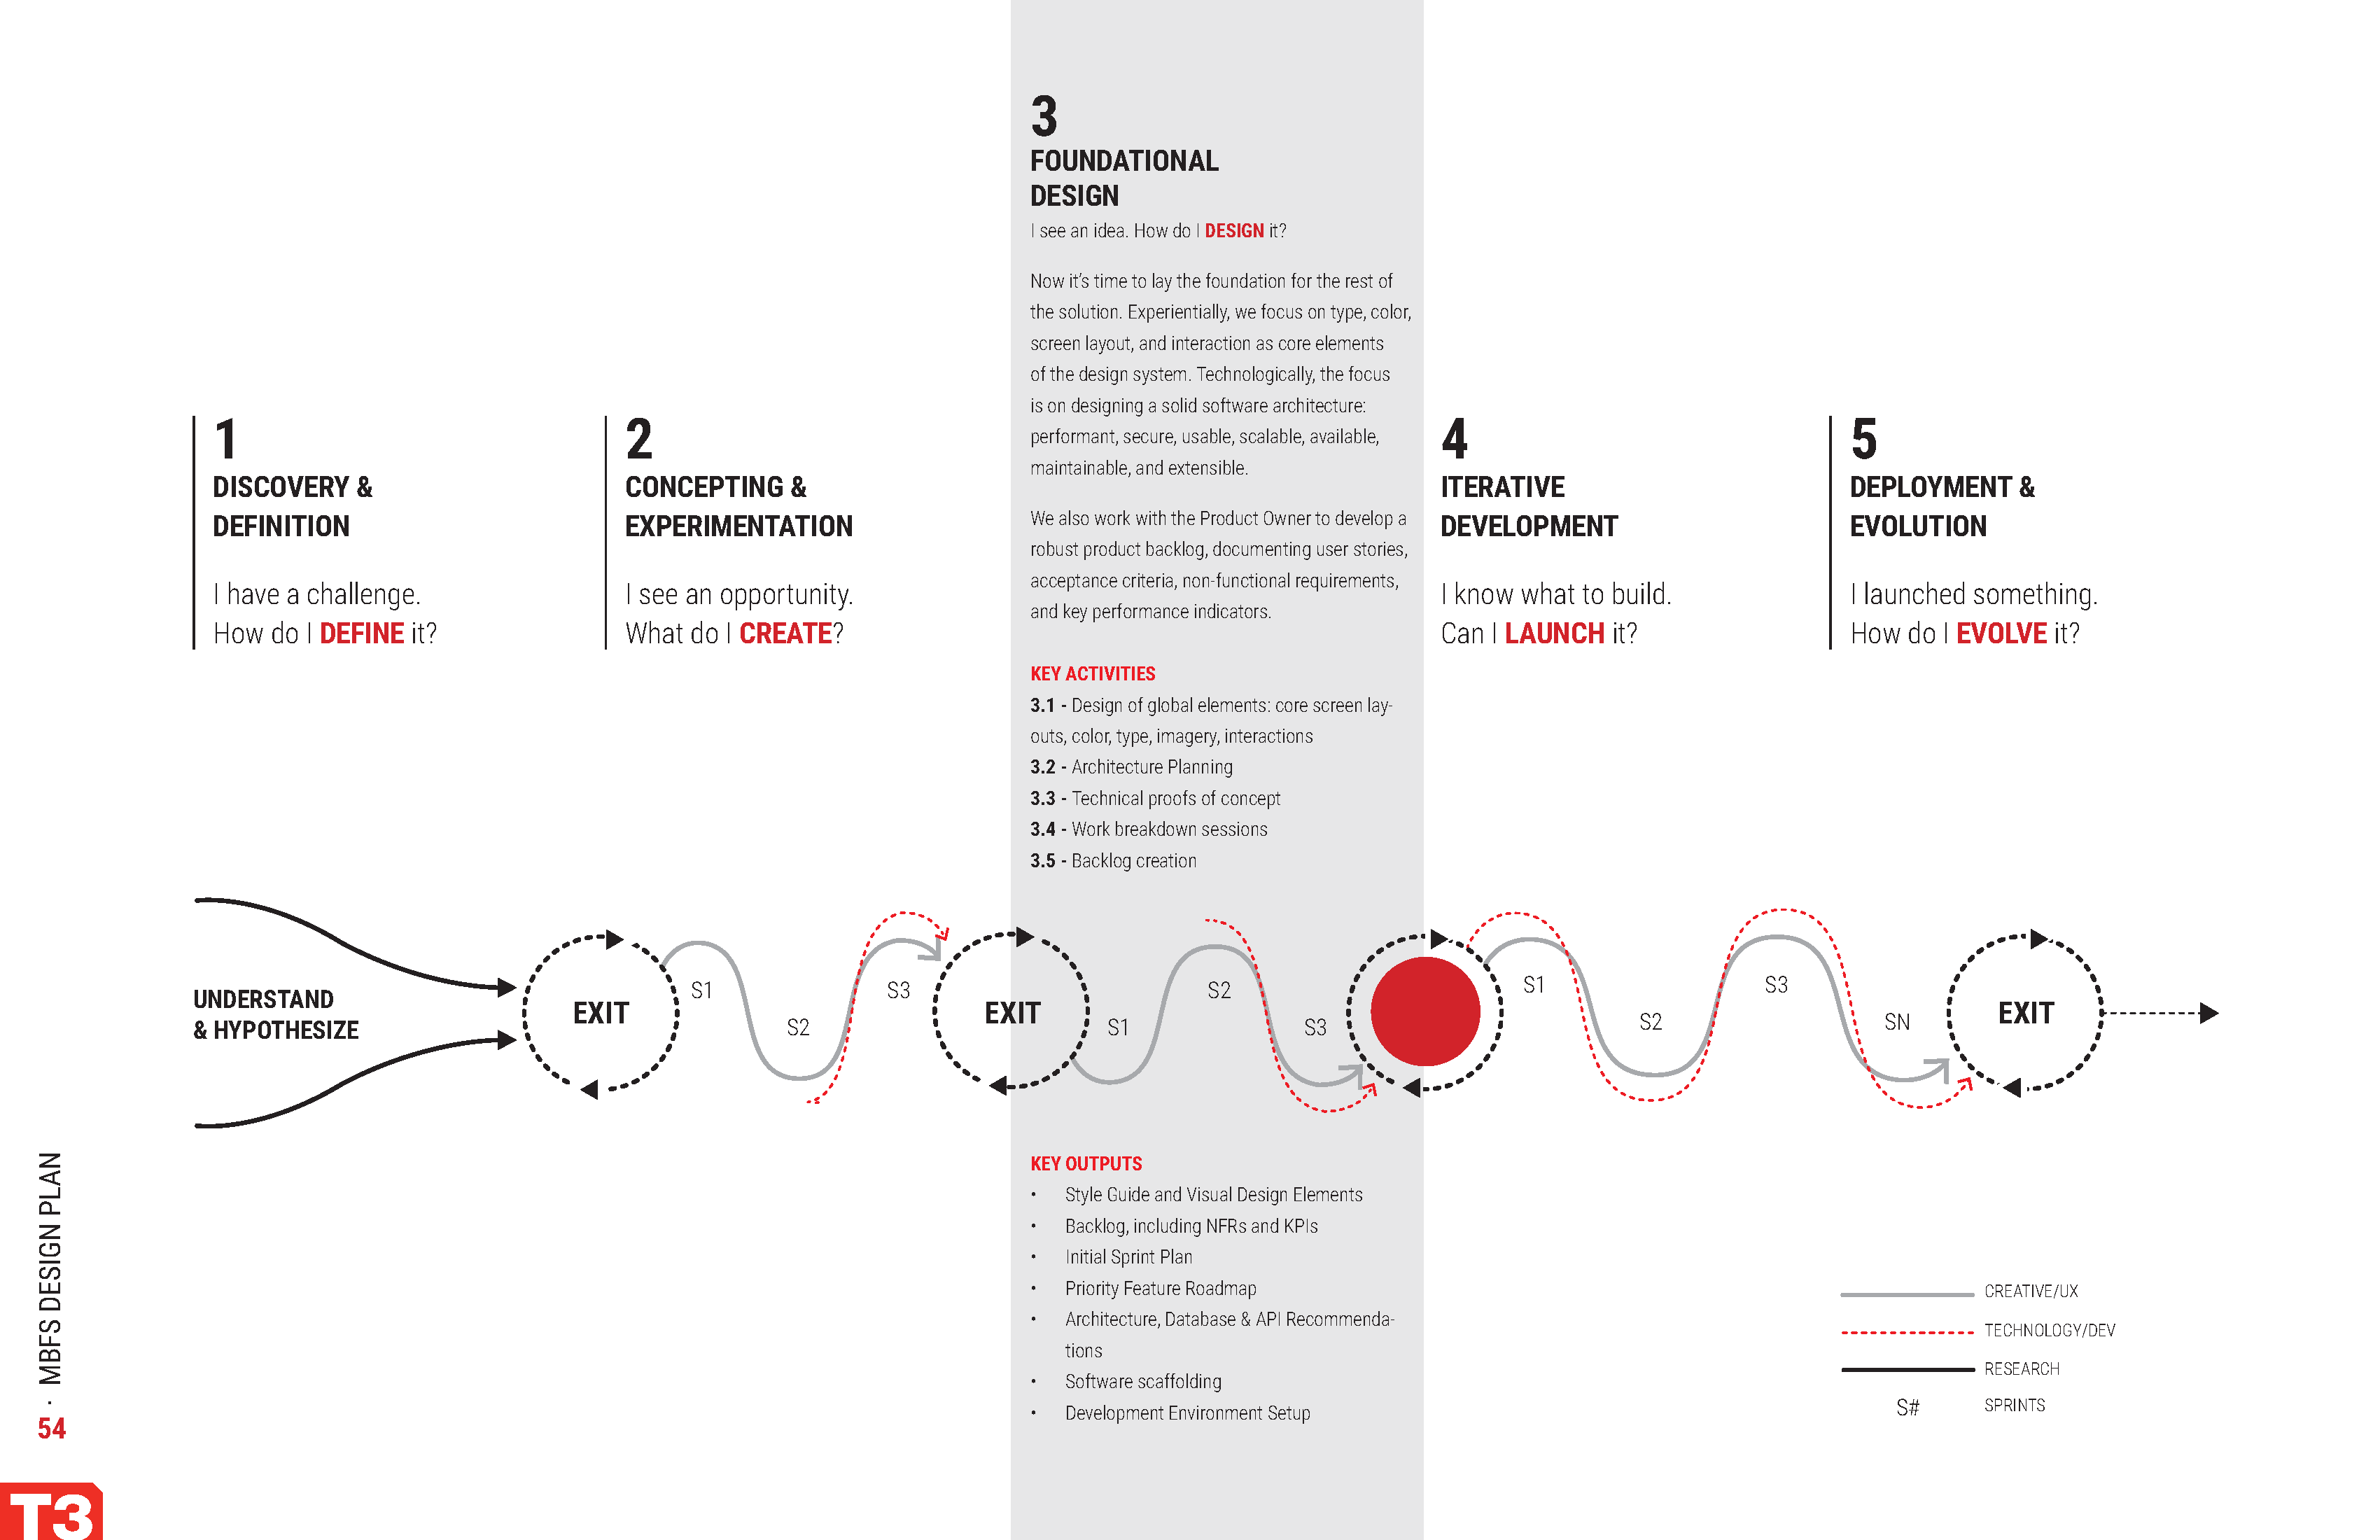 3
FOUNDATIONAL
DESIGN
I see an idea. How do I DESIGN it?
Now it’s time to lay the foundation for the rest of
the solution. Experientially, we focus on type, color,
screen layout, and interaction as core elements
of the design system. Technologically, the focus
is on designing a solid software architecture:
performant, secure, usable, scalable, available,
maintainable, and extensible.
We also work with the Product Owner to develop a
robust product backlog, documenting user stories,
acceptance criteria, non-functional requirements,
and key performance indicators.
KEY ACTIVITIES
3.1 - Design of global elements: core screen lay-
outs, color, type, imagery, interactions
3.2 - Architecture Planning
3.3 - Technical proofs of concept
3.4 - Work breakdown sessions
3.5 - Backlog creation
1
DISCOVERY &
DEFINITION
I have a challenge.
How do I DEFINE it?
2
CONCEPTING &
EXPERIMENTATION
I see an opportunity.
What do I CREATE?
4
ITERATIVE
DEVELOPMENT
I know what to build.
Can I LAUNCH it?
5
DEPLOYMENT &
EVOLUTION
I launched something.
How do I EVOLVE it?
UNDERSTAND
& HYPOTHESIZE
EXIT
S1
S2
S3
EXIT
S1
S2
S3
S1
S2
S3
SN
EXIT
KEY OUTPUTS
• Style Guide and Visual Design Elements
• Backlog, including NFRs and KPIs
• Initial Sprint Plan
• Priority Feature Roadmap
• Architecture, Database & API Recommenda-
tions
• Software scaffolding
• Development Environment Setup
CREATIVE/UX
TECHNOLOGY/DEV
RESEARCH
S# SPRINTS
54 · MBFS DESIGN PLAN
T3